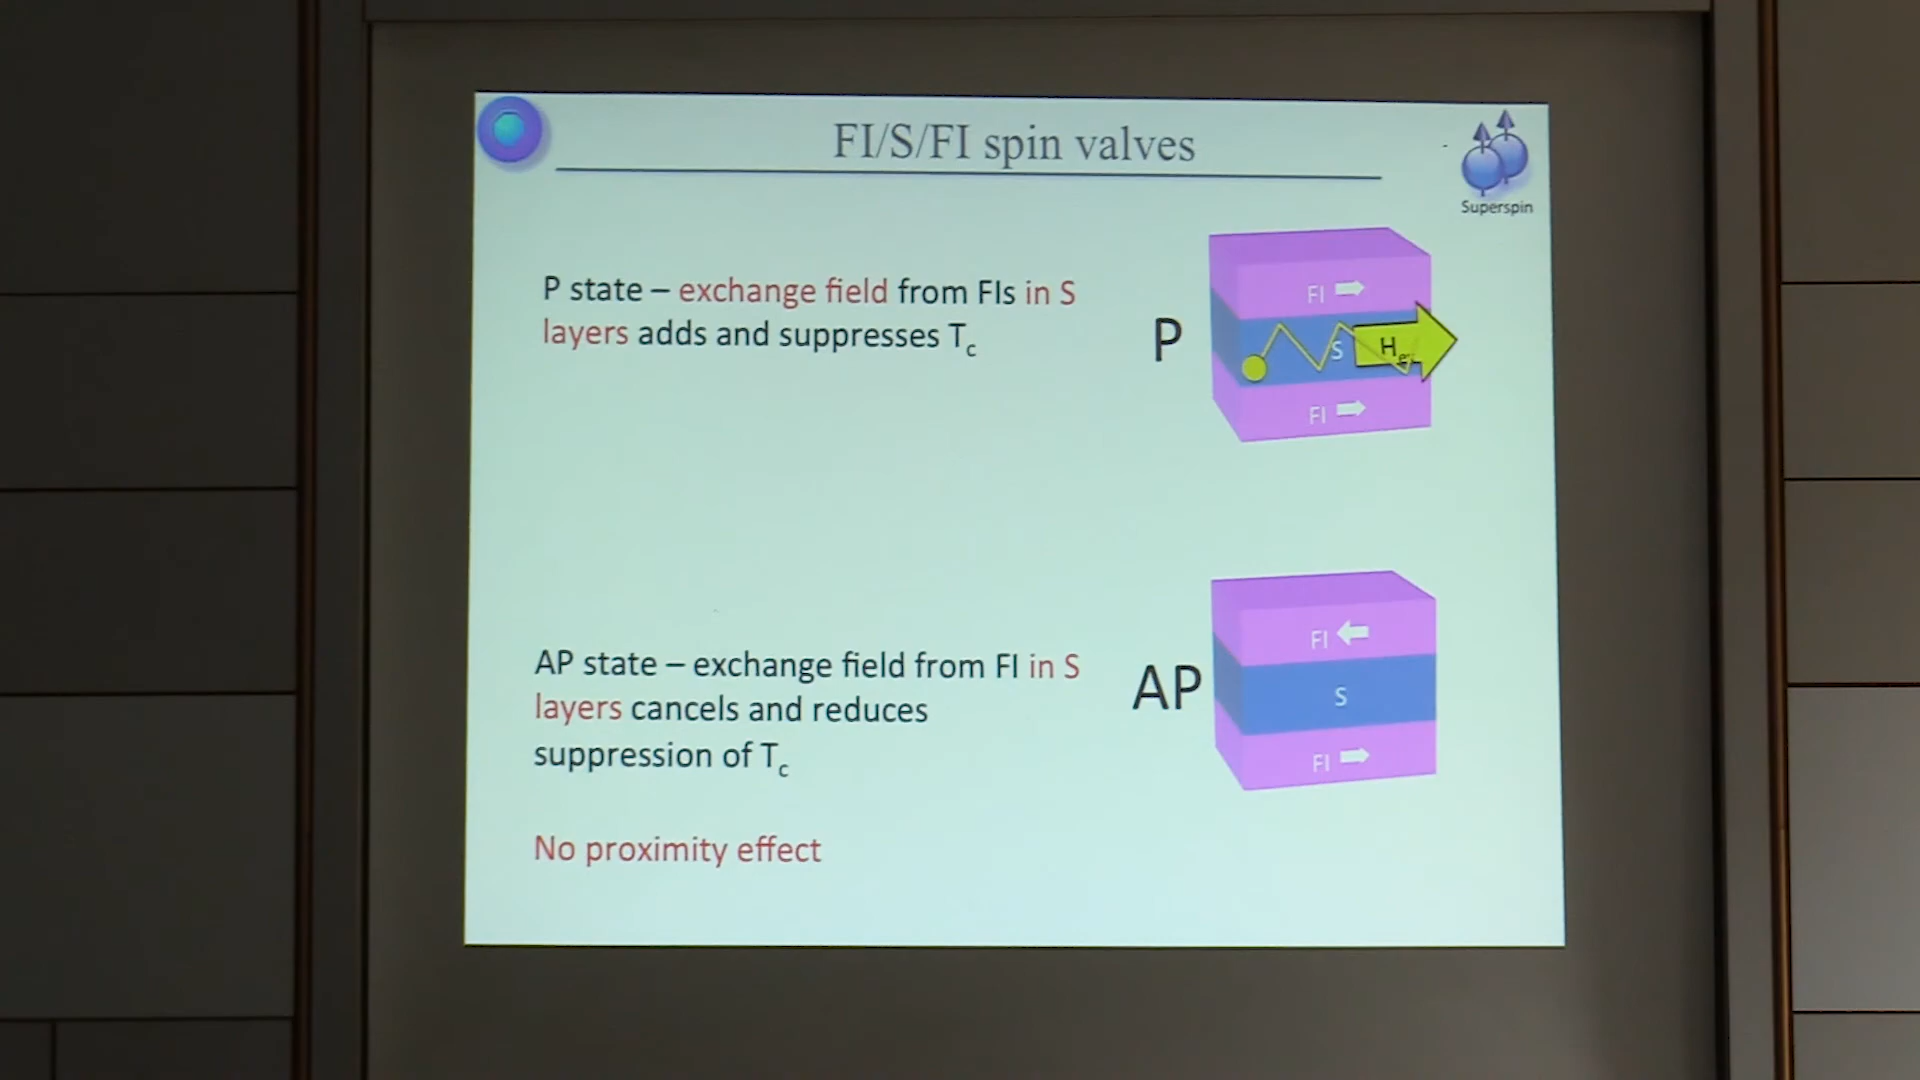 FI/S/FI spin valves
Superspin
P state – exchange field from FIs in S
layers adds and suppresses Tc
P
FI
S
H
FI
AP state – exchange field from FI in S
layers cancels and reduces
suppression of Tc
AP
FI
S
FI
No proximity effect